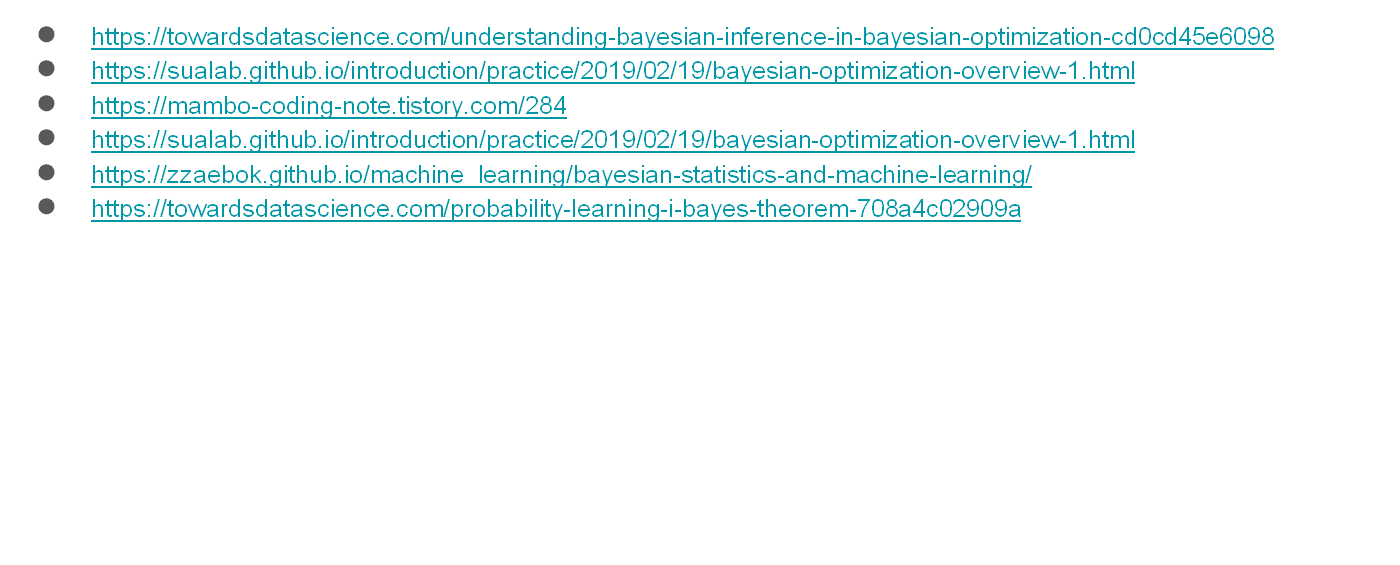 https://towardsdatascience.com/understanding-bayesian-inference-in-bayesian-optimization-cd0cd45e6098
https://sualab.github.io/introduction/practice/2019/02/19/bayesian-optimization-overview-1.html
https://mambo-coding-note.tistory.com/284
https://sualab.github.io/introduction/practice/2019/02/19/bayesian-optimization-overview-1.html
https://zzaebok.github.io/machine_learning/bayesian-statistics-and-machine-learning/
https://towardsdatascience.com/probability-learning-i-bayes-theorem-708a4c02909a